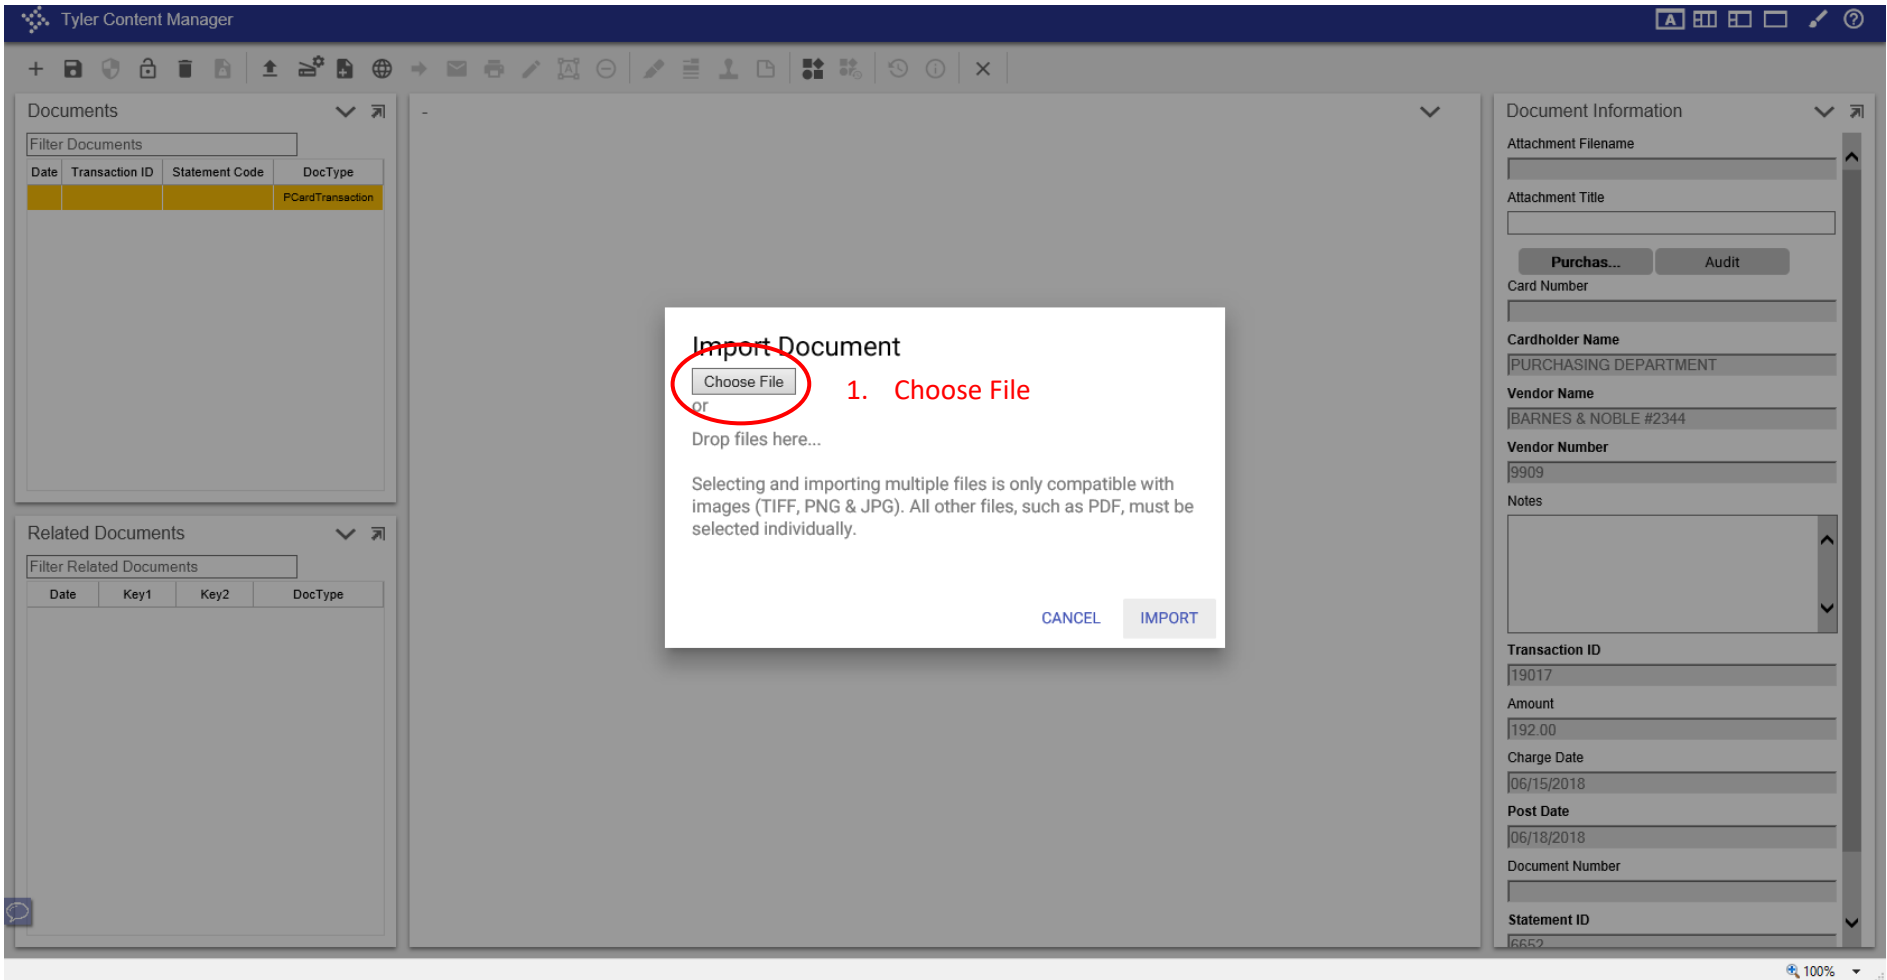 Tyler Content Manager
A
Documents
Filter Documents
Date Transaction ID Statement Code DocType
PCardTransaction
Related Documents
Filter Related Documents
Date Key1 Key2 DocType
-
Import Document
Choose File
1. Choose File
or
Drop files here...
Selecting and importing multiple files is only compatible with
images (TIFF, PNG & JPG). All other files, such as PDF, must be
selected individually.
CANCEL IMPORT
Document Information
Attachment Filename
Attachment Title
Purchas... Audit
Card Number
Cardholder Name
PURCHASING DEPARTMENT
Vendor Name
BARNES & NOBLE #2344
Vendor Number
9909
Notes
Transaction ID
19017
Amount
192.00
Charge Date
06/15/2018
Post Date
06/18/2018
Document Number
Statement ID
6652
100%